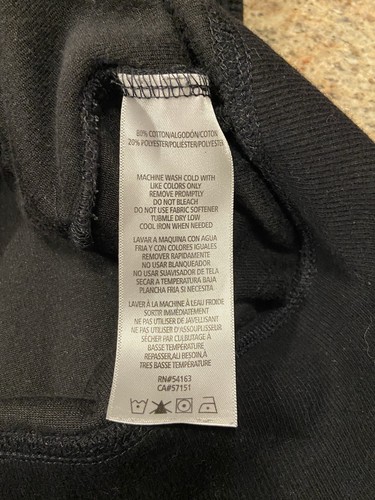 80% COTTON/ALGODÓN/COTON
20% POLYESTER/POLIÉSTER/POLYESTE
MACHINE WASH COLD WITH
LIKE COLORS ONLY
REMOVE PROMPTLY
DO NOT BLEACH
DO NOT USE FABRIC SOFTENER
TUBMLE DRY LOW
COOL IRON WHEN NEEDED
LAVAR A MAQUINA CON AGUA
FRIA Y CON COLORES IGUALES
REMOVER RAPIDAMENTE
NO USAR BLANQUEADOR
NO USAR SUAVISADOR DE TELA
SECAR A TEMPERATURA BAJA
PLANCHA FRIA SI NECESITA
LAVER À LA MACHINE À L'EAU FROIDE
SORTIR IMMÉDIATEMENT
NE PAS UTILISER DE JAVELLISANT
NE PAS UTILISER D'ASSOUPLISSEUR
SÉCHER PAR CULBUTAGE À
BASSE TEMPÉRATURE
REPASSER,AU BESOIN,À
TRES BASSE TEMPÉRATURE
RN#54163
CA#57151